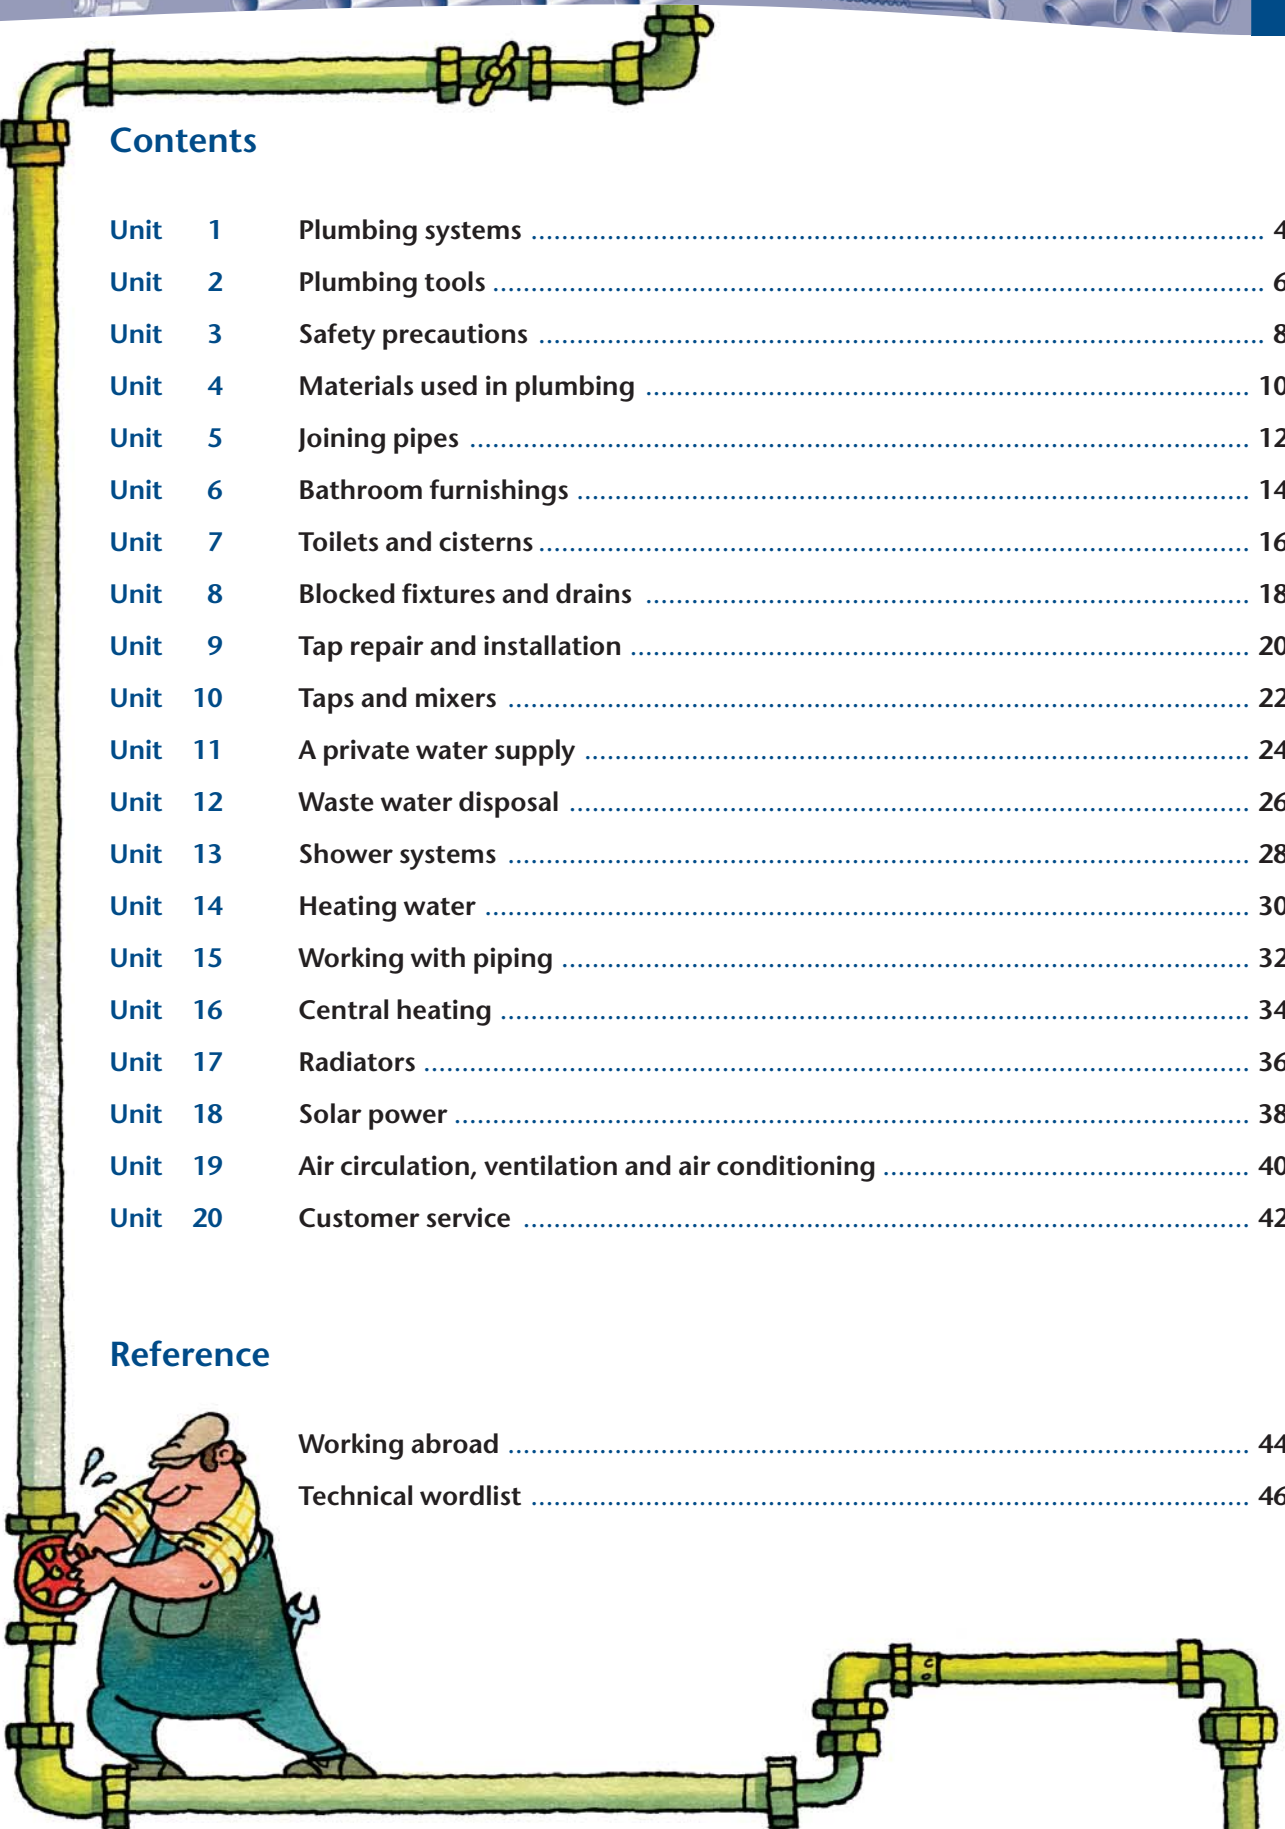 Contents
Unit 1 Plumbing systems ........ 4
Unit 2 Plumbing tools ........ 6
Unit 3 Safety precautions ........ 8
Unit 4 Materials used in plumbing ........ 10
Unit 5 Joining pipes ........ 12
Unit 6 Bathroom furnishings ........ 14
Unit 7 Toilets and cisterns ........ 16
Unit 8 Blocked fixtures and drains ........ 18
Unit 9 Tap repair and installation ........ 20
Unit 10 Taps and mixers ........ 22
Unit 11 A private water supply ........ 24
Unit 12 Waste water disposal ........ 26
Unit 13 Shower systems ........ 28
Unit 14 Heating water ........ 30
Unit 15 Working with piping ........ 32
Unit 16 Central heating ........ 34
Unit 17 Radiators ........ 36
Unit 18 Solar power ........ 38
Unit 19 Air circulation, ventilation and air conditioning ........ 40
Unit 20 Customer service ........ 42
Reference
Working abroad ........ 44
Technical wordlist ........ 46